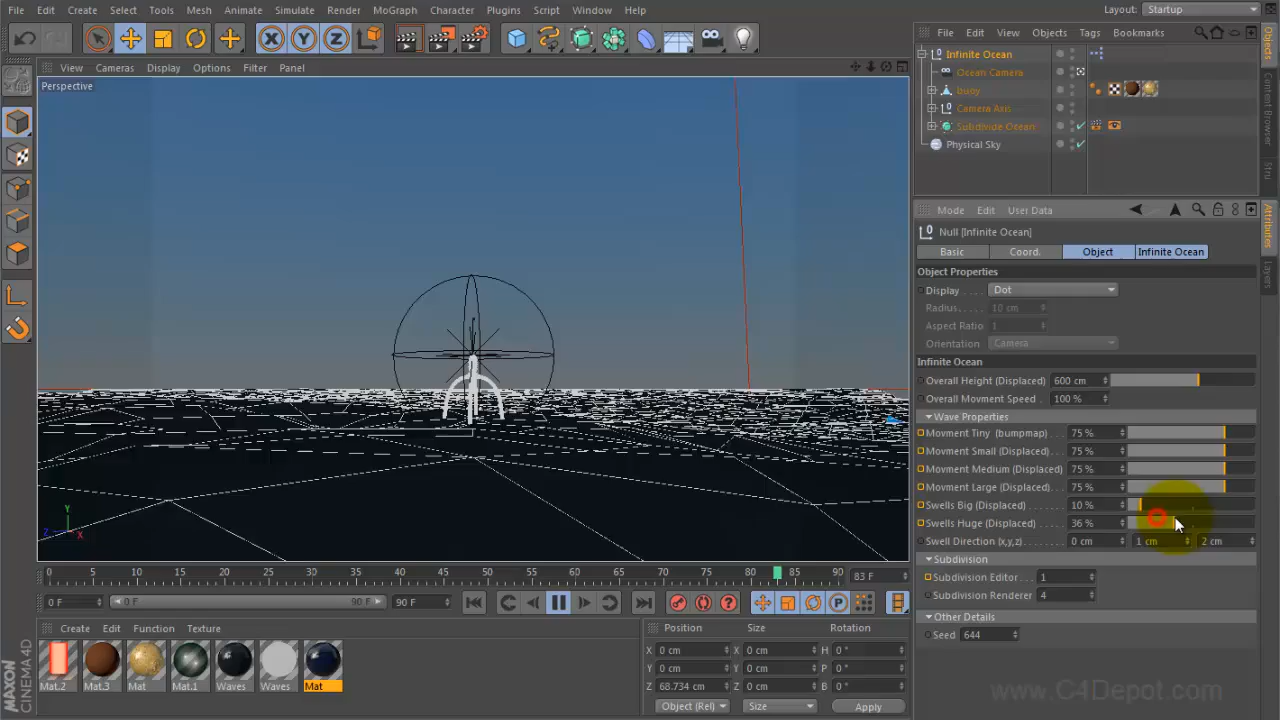 File Edit Create Select Tools Mesh Animate Simulate Render MoGraph Character Plugins Script Window Help Layout: Startup
X Y Z
File Edit View Objects Tags Bookmarks
View Cameras Display Options Filter Panel
Perspective
Infinite Ocean
Ocean Camera
buoy
Camera Axis
Subdivide Ocean
Physical Sky
Objects
Content Browser
Stru
Mode Edit User Data
Null [Infinite Ocean]
Basic Coord. Object Infinite Ocean
Object Properties
Display Dot
Radius 10 cm
Aspect Ratio 1
Orientation Camera
Infinite Ocean
Overall Height (Displaced) 600 cm
Overall Movment Speed 100 %
Wave Properties
Movment Tiny (bumpmap) 75 %
Movment Small (Displaced) 75 %
Movment Medium (Displaced) 75 %
Movment Large (Displaced) 75 %
Swells Big (Displaced) 10 %
Swells Huge (Displaced) 36 %
Swell Direction (x,y,z) 0 cm 1 cm 2 cm
Subdivision
Subdivision Editor 1
Subdivision Renderer 4
Other Details
Seed 644
Attributes
Layers
Y
Z X
0 5 10 15 20 25 30 35 40 45 50 55 60 65 70 75 80 85 90 83 F
0 F 0 F 90 F 90 F
Create Edit Function Texture
Mat.2 Mat.3 Mat Mat.1 Waves Waves Mat
Position Size Rotation
X 0 cm X 0 cm H 0 °
Y 0 cm Y 0 cm P 0 °
Z 68.734 cm Z 0 cm B 0 °
Object (Rel) Size Apply
MAXON
CINEMA 4D
www.C4Depot.com